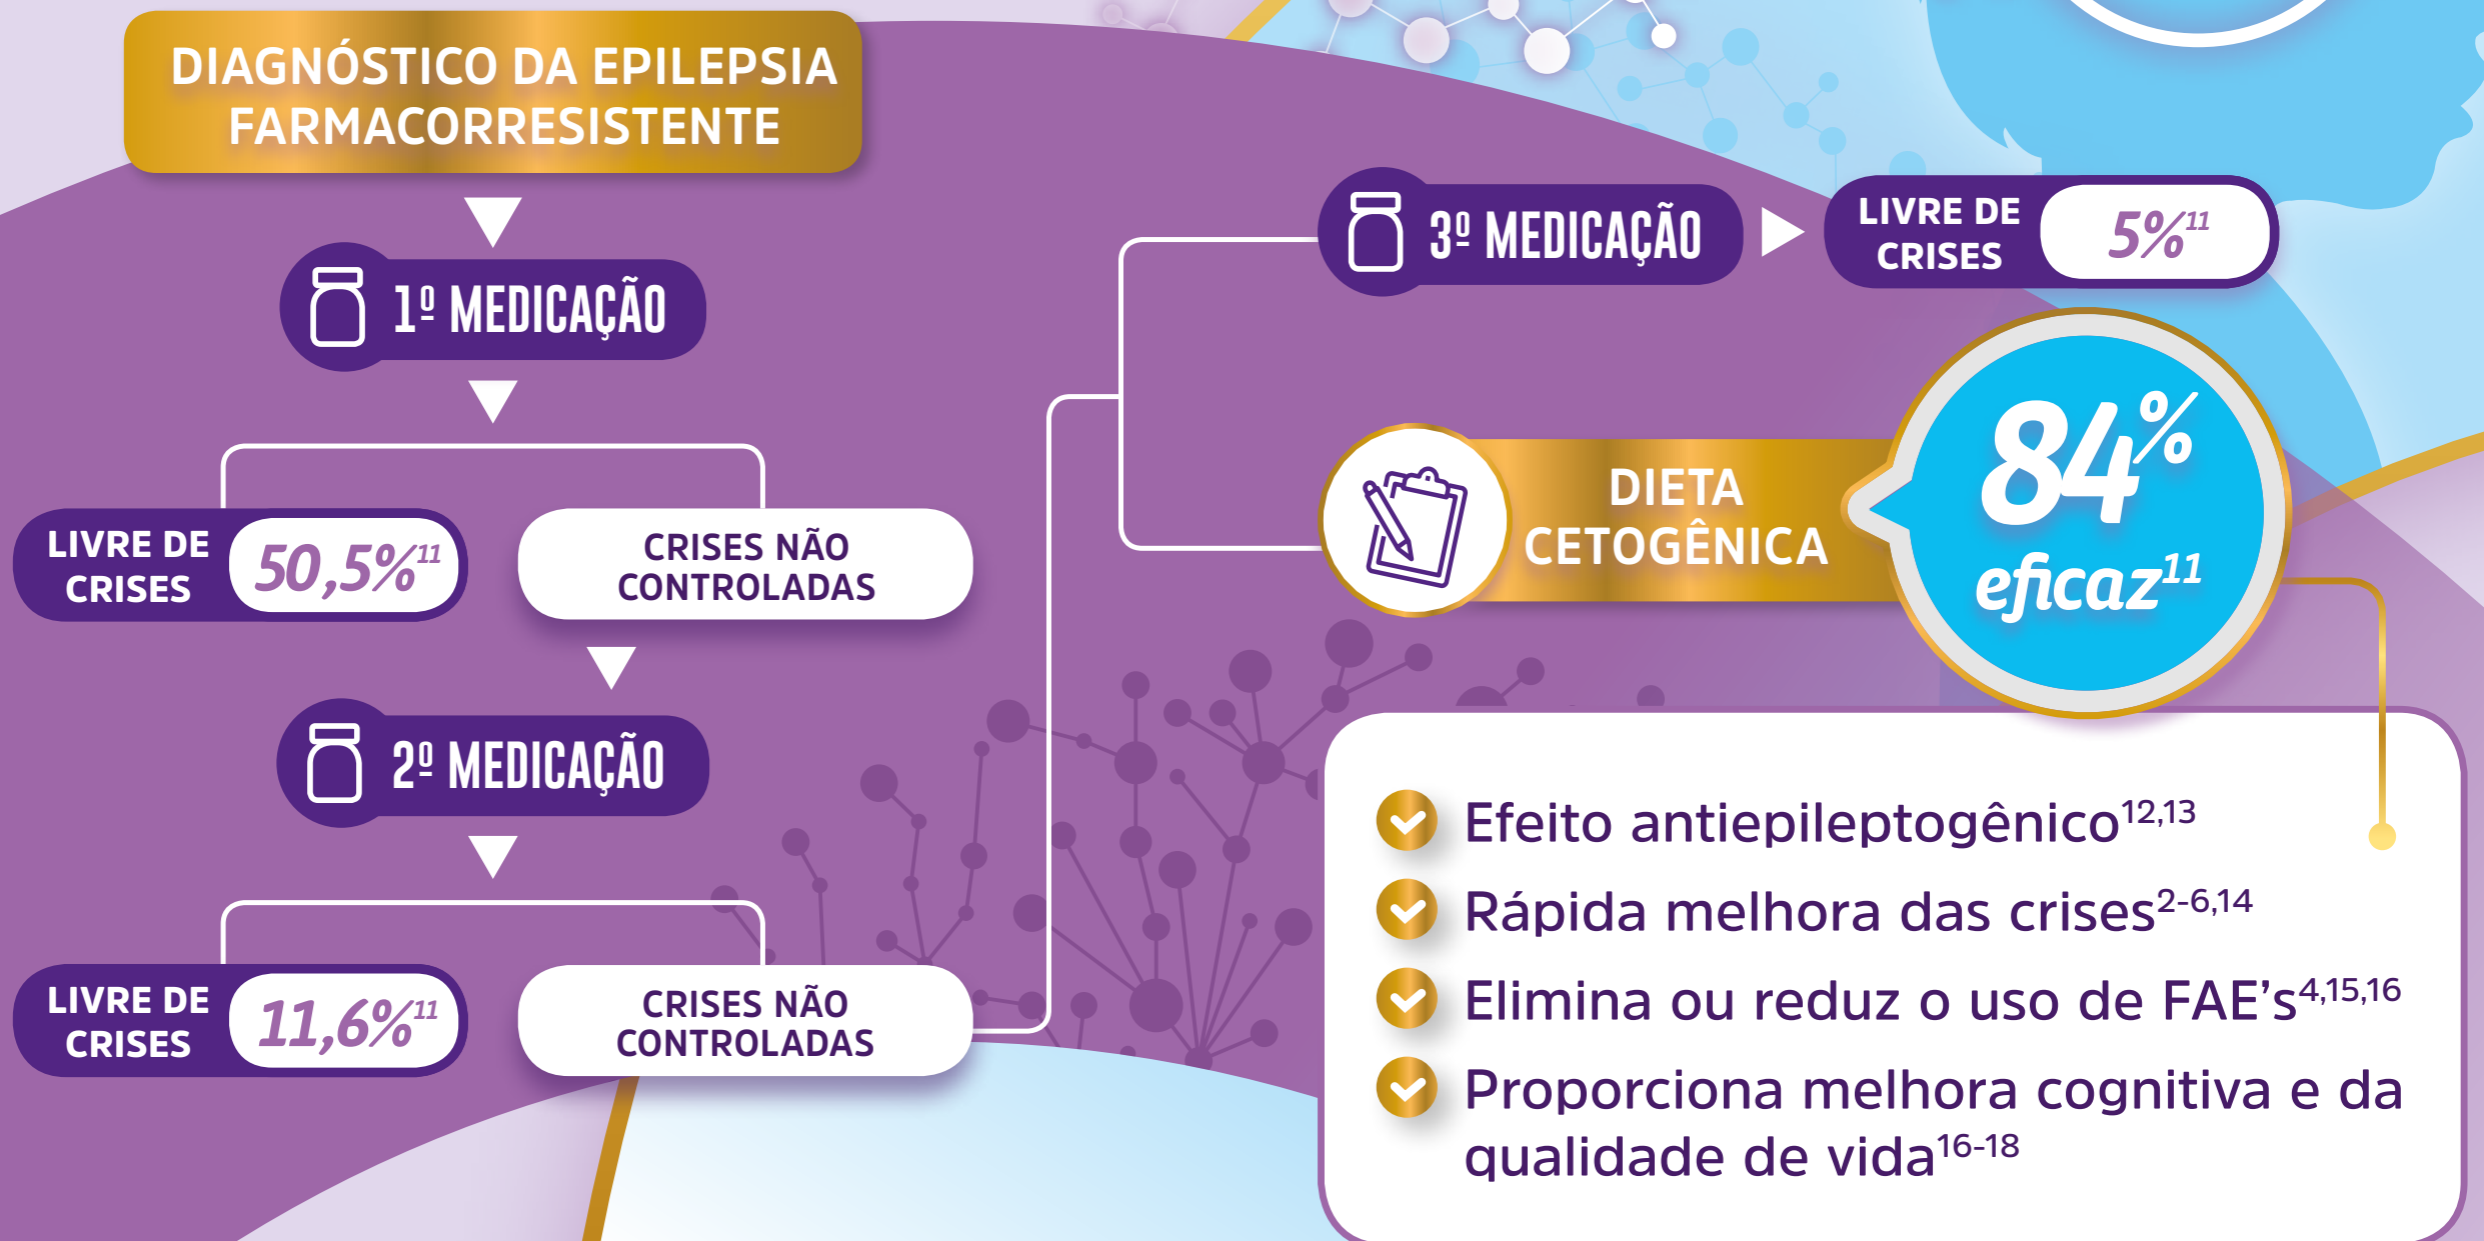 DIAGNÓSTICO DA EPILEPSIA
FARMACORRESISTENTE
1º MEDICAÇÃO
LIVRE DE
CRISES
50,5%¹¹
CRISES NÃO
CONTROLADAS
2º MEDICAÇÃO
LIVRE DE
CRISES
11,6%¹¹
CRISES NÃO
CONTROLADAS
3º MEDICAÇÃO
LIVRE DE
CRISES
5%¹¹
DIETA
CETOGÊNICA
84%
eficaz¹¹
Efeito antiepileptogênico¹²,¹³
Rápida melhora das crises²-⁶,¹⁴
Elimina ou reduz o uso de FAE’s⁴,¹⁵,¹⁶
Proporciona melhora cognitiva e da
qualidade de vida¹⁶-¹⁸